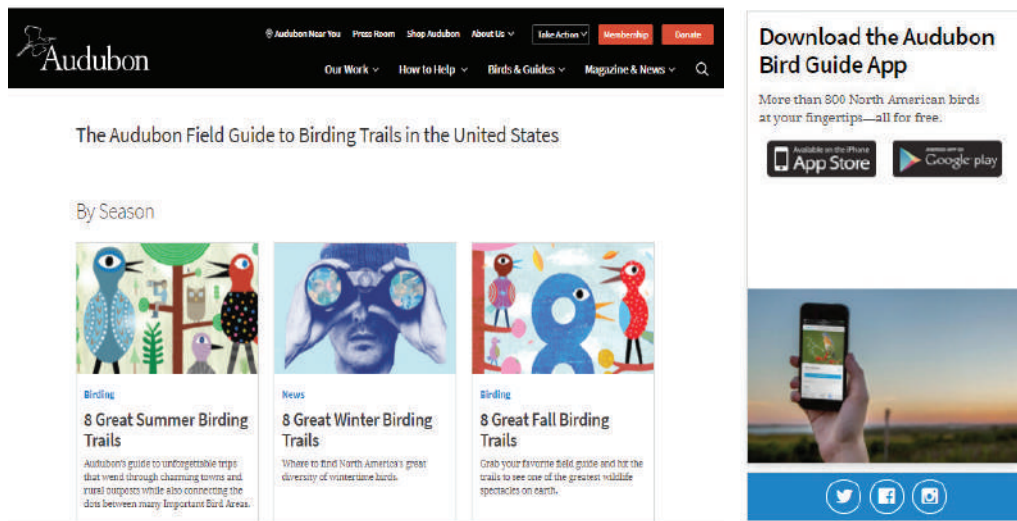 Audubon
Audubon Near You Press Room Shop Audubon About Us Take Action Membership Donate
Our Work How to Help Birds & Guides Magazine & News
The Audubon Field Guide to Birding Trails in the United States
By Season
Birding
8 Great Summer Birding
Trails
Audubon's guide to unforgettable trips
that wend through charming towns and
rural outposts while also connecting the
dots between many Important Bird Areas.
News
8 Great Winter Birding
Trails
Where to find North America's great
diversity of wintertime birds.
Birding
8 Great Fall Birding
Trails
Grab your favorite field guide and hit the
trails to see one of the greatest wildlife
spectacles on earth.
Download the Audubon
Bird Guide App
More than 800 North American birds
at your fingertips—all for free.
Available on the iPhone
App Store
ANDROID APP ON
Google play